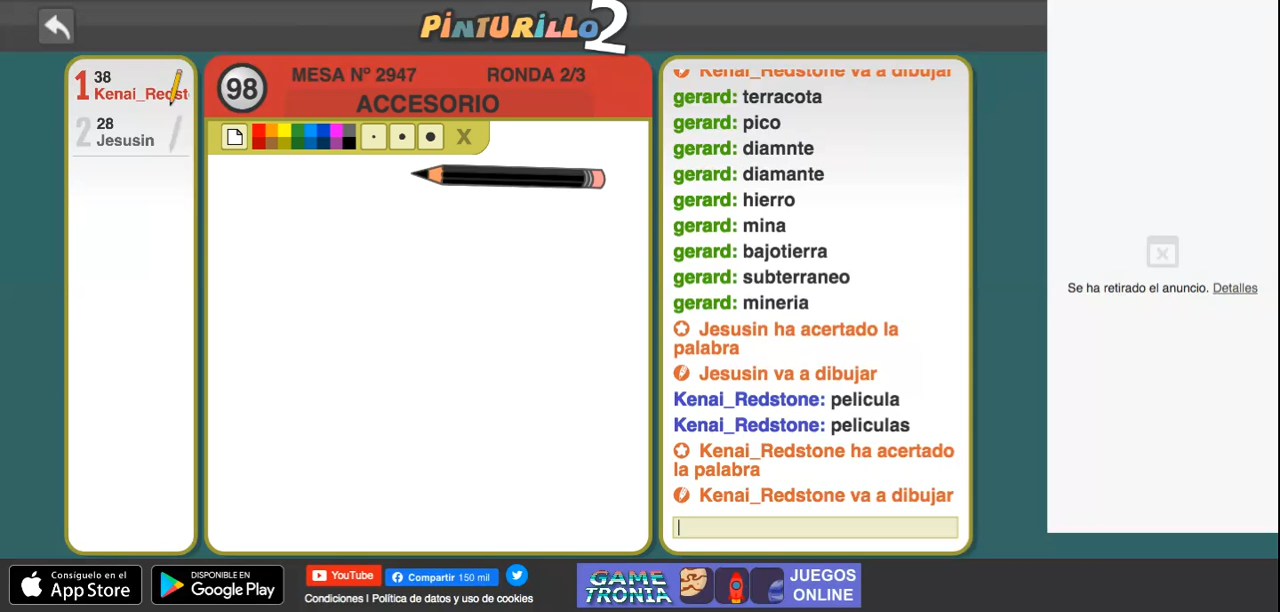 PiNTURiLLO 2
1 38
Kenai_Redst
2 28
Jesusin
98
MESA Nº 2947 RONDA 2/3
ACCESORIO
X
Kenai_Redstone va a dibujar
gerard: terracota
gerard: pico
gerard: diamnte
gerard: diamante
gerard: hierro
gerard: mina
gerard: bajotierra
gerard: subterraneo
gerard: mineria
Jesusin ha acertado la
palabra
Jesusin va a dibujar
Kenai_Redstone: pelicula
Kenai_Redstone: peliculas
Kenai_Redstone ha acertado
la palabra
Kenai_Redstone va a dibujar
Se ha retirado el anuncio. Detalles
Consíguelo en el
App Store
DISPONIBLE EN
Google Play
YouTube
Compartir 150 mil
Condiciones | Política de datos y uso de cookies
GAME
TRONIA
JUEGOS
ONLINE